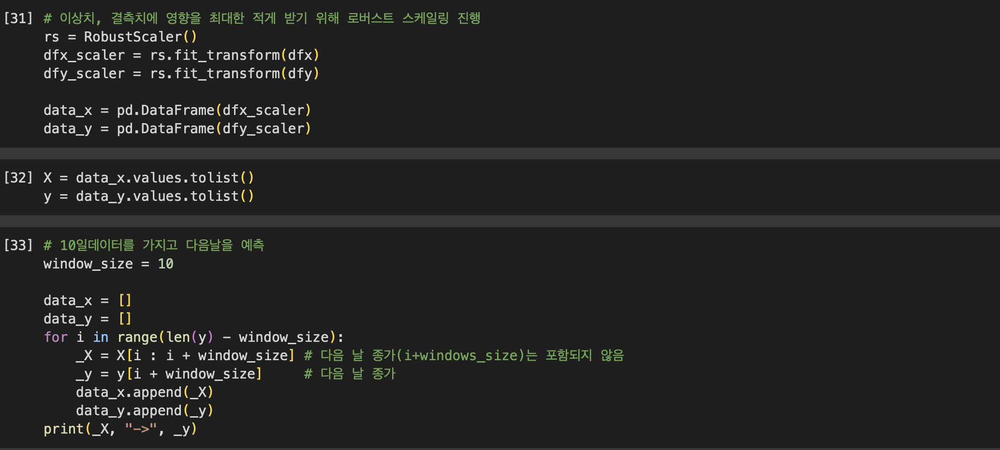 [31] # 이상치, 결측치에 영향을 최대한 적게 받기 위해 로버스트 스케일링 진행
rs = RobustScaler()
dfx_scaler = rs.fit_transform(dfx)
dfy_scaler = rs.fit_transform(dfy)
data_x = pd.DataFrame(dfx_scaler)
data_y = pd.DataFrame(dfy_scaler)
[32] X = data_x.values.tolist()
y = data_y.values.tolist()
[33] # 10일데이터를 가지고 다음날을 예측
window_size = 10
data_x = []
data_y = []
for i in range(len(y) - window_size):
_X = X[i : i + window_size] # 다음 날 종가(i+windows_size)는 포함되지 않음
_y = y[i + window_size] # 다음 날 종가
data_x.append(_X)
data_y.append(_y)
print(_X, "->", _y)